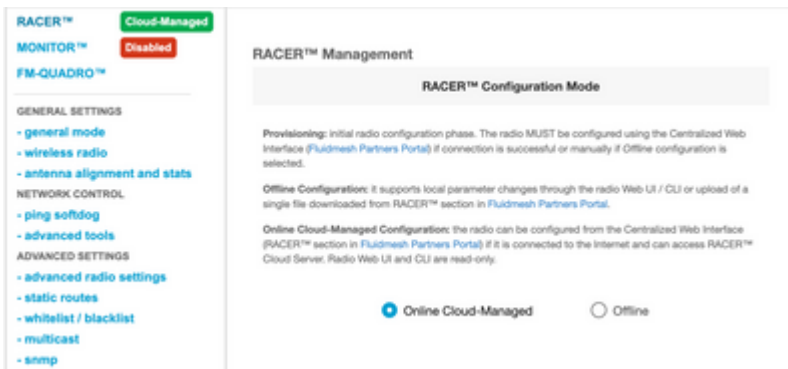 RACER™ Cloud-Managed
MONITOR™ Disabled
FM-QUADRO™
GENERAL SETTINGS
- general mode
- wireless radio
- antenna alignment and stats
NETWORK CONTROL
- ping softdog
- advanced tools
ADVANCED SETTINGS
- advanced radio settings
- static routes
- whitelist / blacklist
- multicast
- snmp
RACER™ Management
RACER™ Configuration Mode
Provisioning: initial radio configuration phase. The radio MUST be configured using the Centralized Web
Interface (Fluidmesh Partners Portal) if connection is successful or manually if Offline configuration is
selected.
Offline Configuration: it supports local parameter changes through the radio Web UI / CLI or upload of a
single file downloaded from RACER™ section in Fluidmesh Partners Portal.
Online Cloud-Managed Configuration: the radio can be configured from the Centralized Web Interface
(RACER™ section in Fluidmesh Partners Portal) if it is connected to the Internet and can access RACER™
Cloud Server. Radio Web UI and CLI are read-only.
Online Cloud-Managed Offline